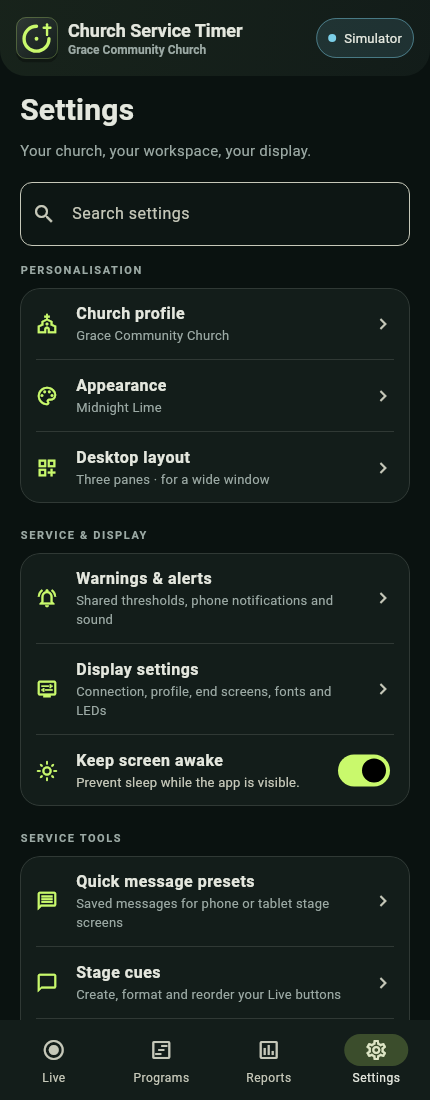 Church Service Timer
Grace Community Church
Simulator
Settings
Your church, your workspace, your display.
Search settings
PERSONALISATION
Church profile
Grace Community Church
Appearance
Midnight Lime
Desktop layout
Three panes · for a wide window
SERVICE & DISPLAY
Warnings & alerts
Shared thresholds, phone notifications and
sound
Display settings
Connection, profile, end screens, fonts and
LEDs
Keep screen awake
Prevent sleep while the app is visible.
SERVICE TOOLS
Quick message presets
Saved messages for phone or tablet stage
screens
Stage cues
Create, format and reorder your Live buttons
Live
Programs
Reports
Settings